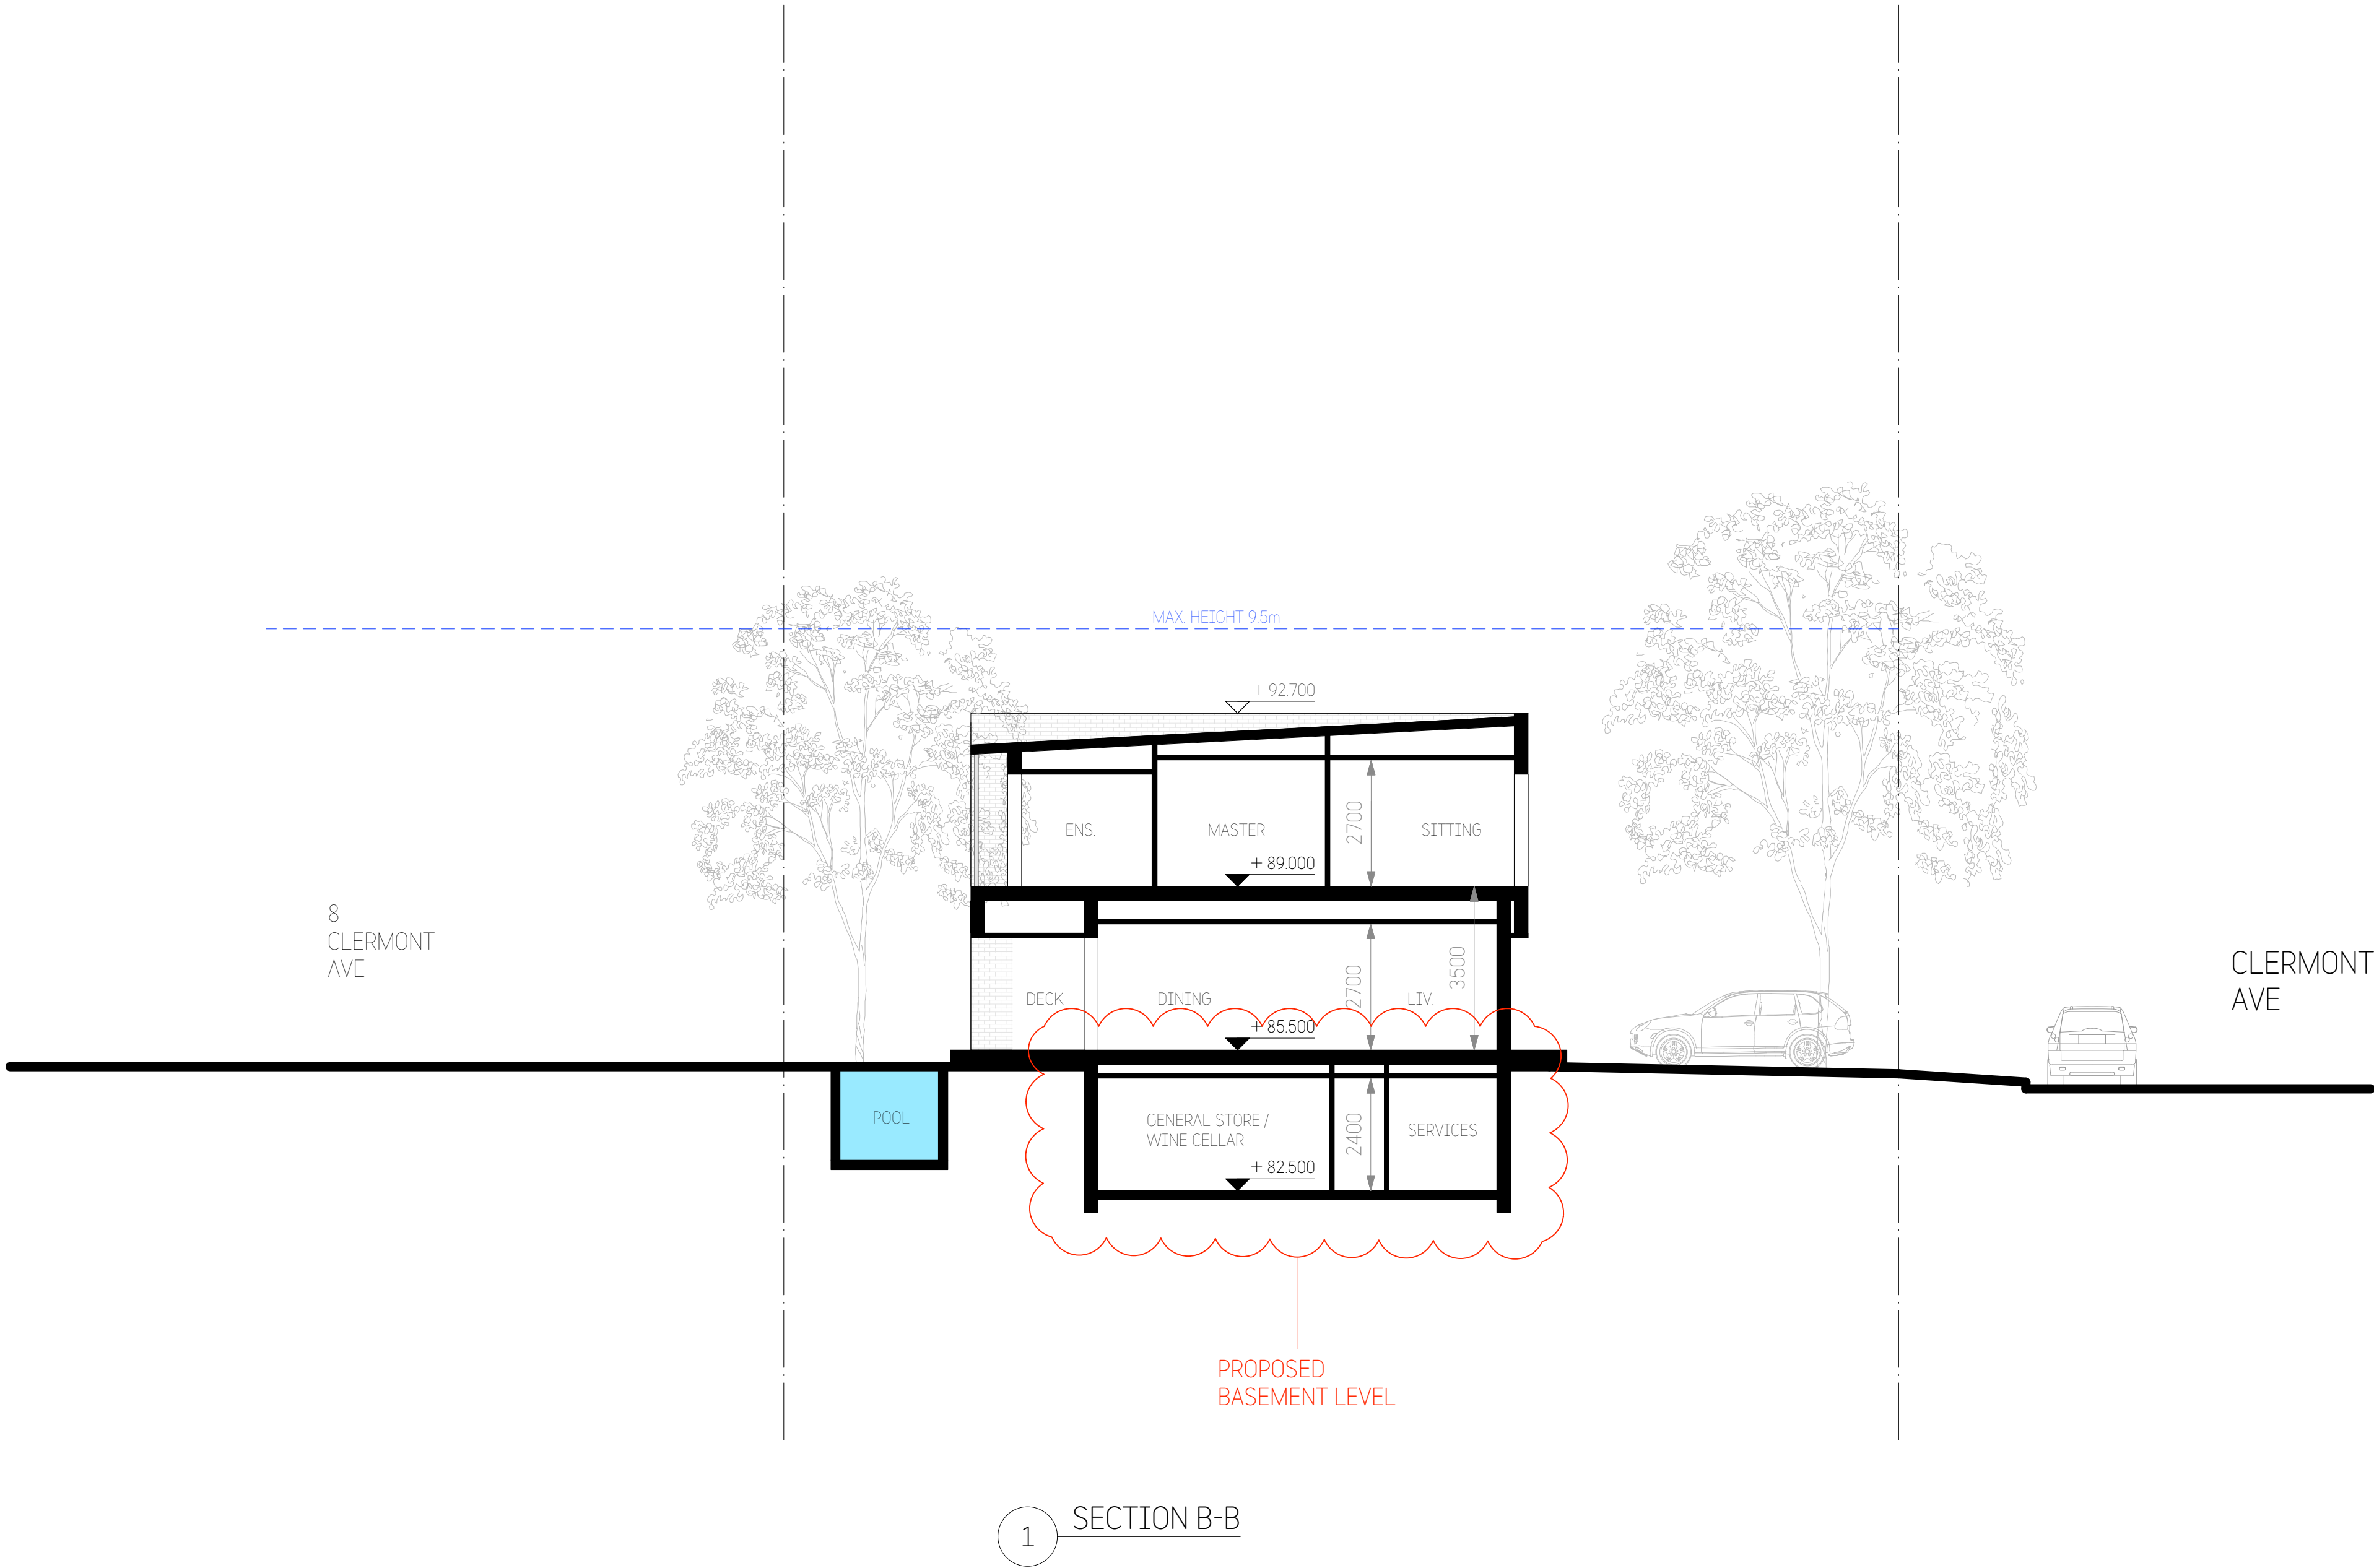 MAX. HEIGHT 9.5m
+ 92.700
ENS.
MASTER
2700
SITTING
+ 89.000
8
CLERMONT
AVE
DECK
DINING
2700
LIV.
3500
CLERMONT
AVE
+ 85.500
POOL
GENERAL STORE /
WINE CELLAR
2400
SERVICES
+ 82.500
PROPOSED
BASEMENT LEVEL
1
SECTION B-B